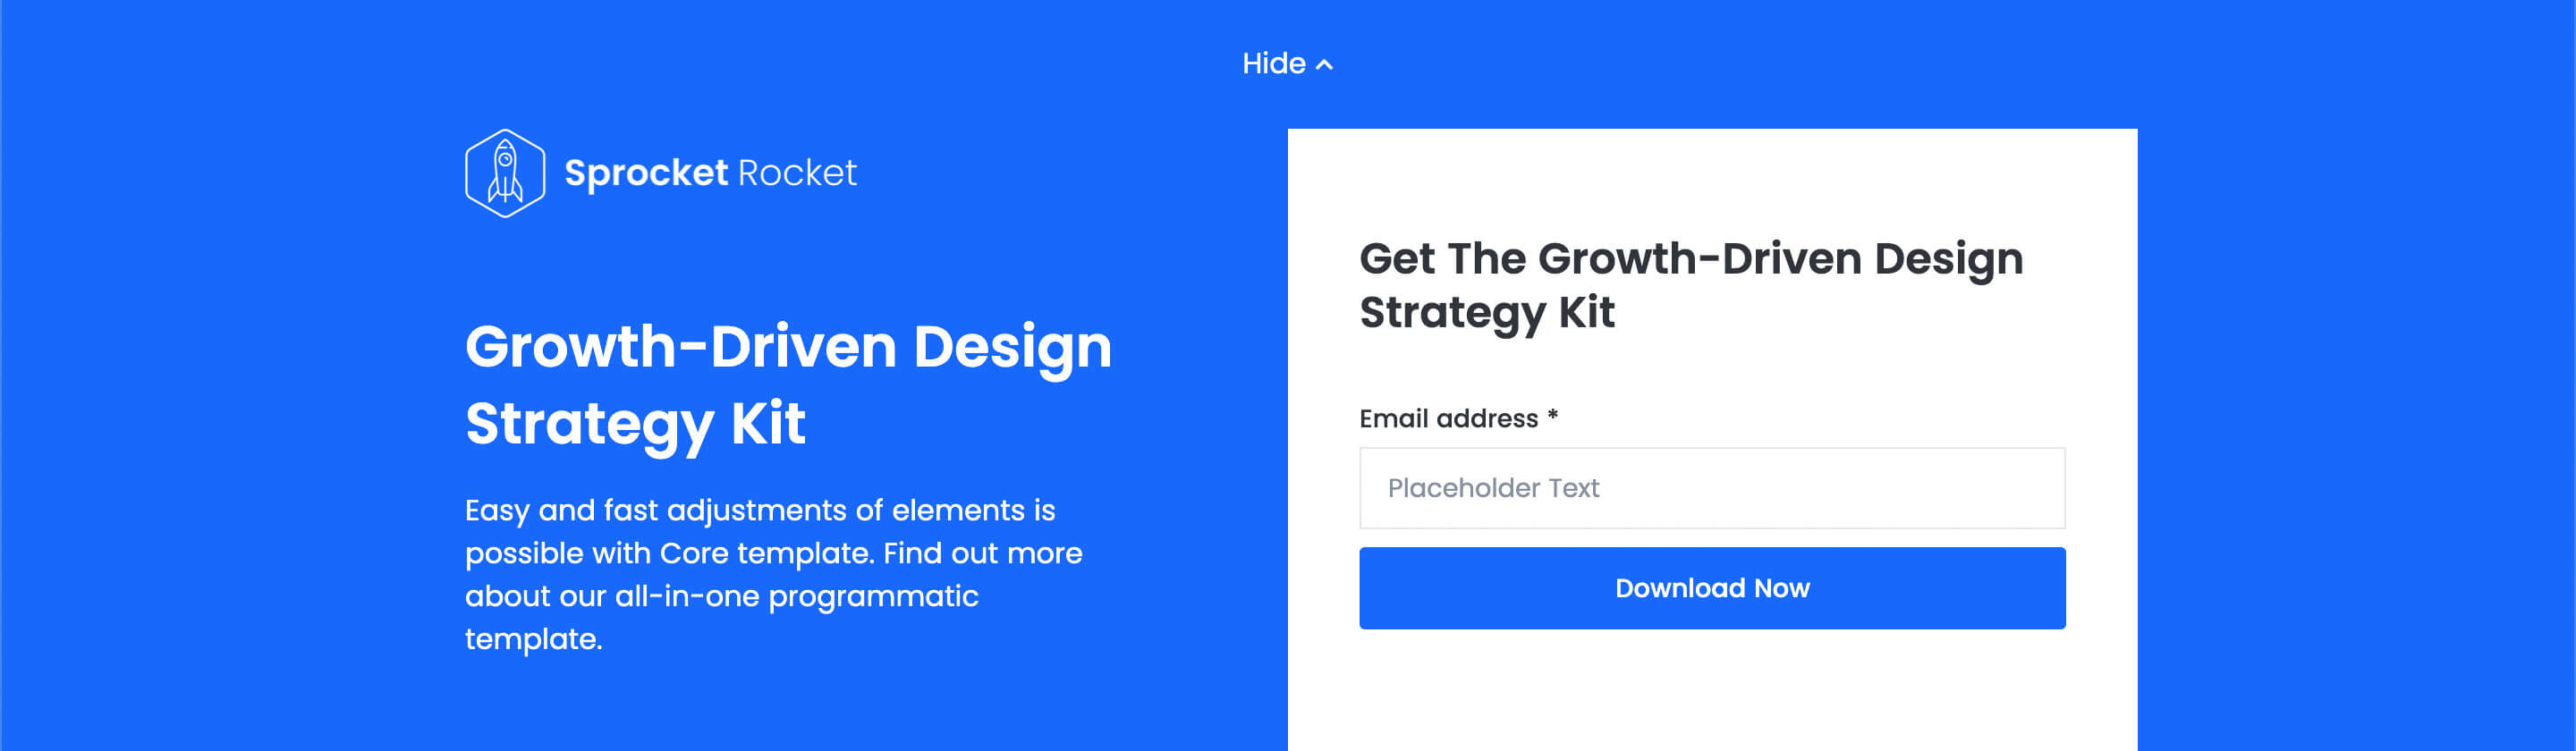 Hide
Sprocket Rocket
Growth-Driven Design
Strategy Kit
Easy and fast adjustments of elements is
possible with Core template. Find out more
about our all-in-one programmatic
template.
Get The Growth-Driven Design
Strategy Kit
Email address *
Placeholder Text
Download Now